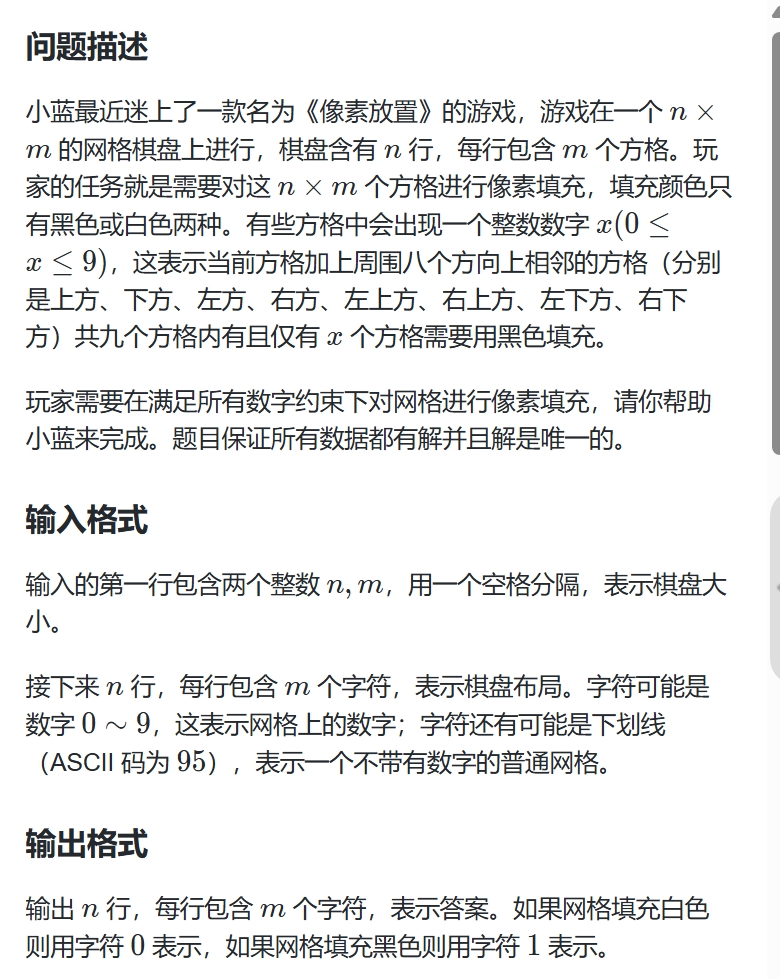 问题描述
小蓝最近迷上了一款名为《像素放置》的游戏，游戏在一个 n ×
m 的网格棋盘上进行，棋盘含有 n 行，每行包含 m 个方格。玩
家的任务就是需要对这 n × m 个方格进行像素填充，填充颜色只
有黑色或白色两种。有些方格中会出现一个整数数字 x(0 ≤
x ≤ 9)，这表示当前方格加上周围八个方向上相邻的方格（分别
是上方、下方、左方、右方、左上方、右上方、左下方、右下
方）共九个方格内有且仅有 x 个方格需要用黑色填充。
玩家需要在满足所有数字约束下对网格进行像素填充，请你帮助
小蓝来完成。题目保证所有数据都有解并且解是唯一的。
输入格式
输入的第一行包含两个整数 n, m，用一个空格分隔，表示棋盘大
小。
接下来 n 行，每行包含 m 个字符，表示棋盘布局。字符可能是
数字 0 ∼ 9，这表示网格上的数字；字符还有可能是下划线
（ASCII 码为 95），表示一个不带有数字的普通网格。
输出格式
输出 n 行，每行包含 m 个字符，表示答案。如果网格填充白色
则用字符 0 表示，如果网格填充黑色则用字符 1 表示。